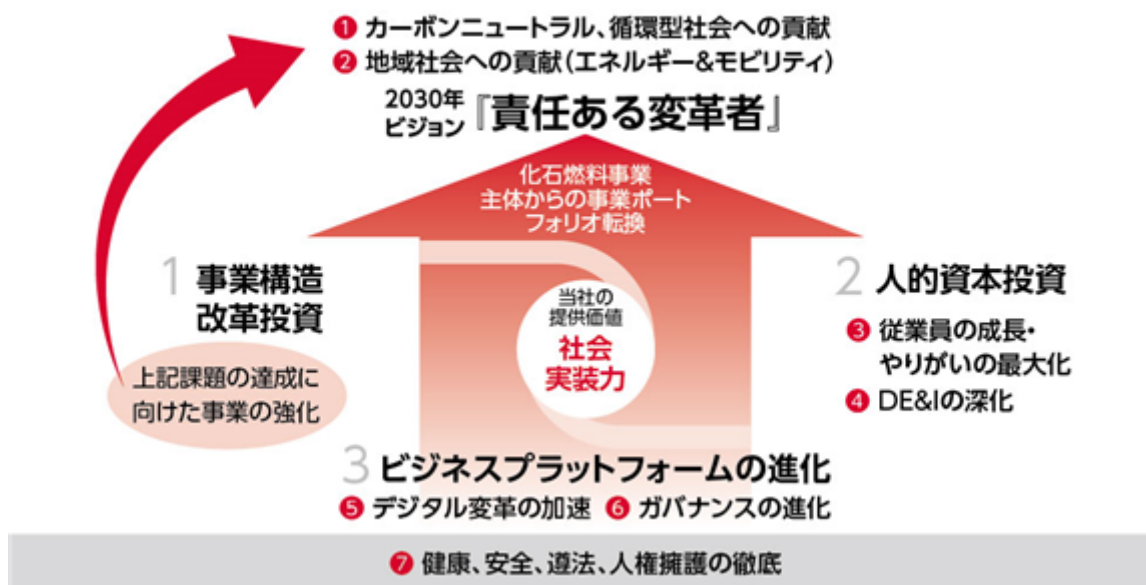 ❶ カーボンニュートラル、循環型社会への貢献
❷ 地域社会への貢献(エネルギー&モビリティ)
2030年
ビジョン
『責任ある変革者』
化石燃料事業
主体からの事業ポート
フォリオ転換
1 事業構造
改革投資
上記課題の達成に
向けた事業の強化
当社の
提供価値
社会
実装力
2 人的資本投資
❸ 従業員の成長・
やりがいの最大化
❹ DE&Iの深化
3 ビジネスプラットフォームの進化
❺ デジタル変革の加速 ❻ ガバナンスの進化
❼ 健康、安全、遵法、人権擁護の徹底